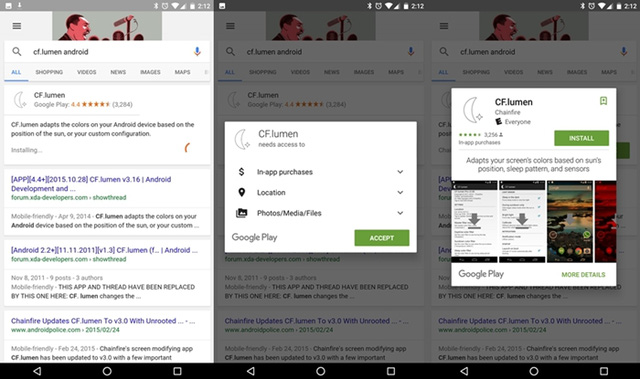 2:12
cf.lumen android
ALL SHOPPING VIDEOS NEWS IMAGES MAPS
CF.lumen
Google Play: 4.4 (3,284)
CF.lumen adapts the colors on your
Android device based on the position
of the sun, or your custom configuration.
Installing...
[APP][4.4+][2015.10.28] CF.lumen v3.16 | Android
Development and ...
forum.xda-developers.com › showthread
Mobile-friendly - Apr 9, 2014 - CF.lumen adapts the colors on your
Android device based on the position of the sun, or your custom
configuration. ...
[Android 2.2+][11.11.2011][v1.3] CF.lumen (f... | Android
D...
forum.xda-developers.com › showthread
Nov 8, 2011 - 9 posts - 3 authors
Mobile-friendly - THIS APP AND THREAD HAVE BEEN REPLACED
BY THIS ONE HERE: CF. lumen changes the ...
Chainfire Updates CF.lumen To V3.0 With Unrooted ... - ...
www.androidpolice.com › 2015/02/24
Mobile-friendly - Feb 24, 2015 - Chainfire's screen modifying app
CF.lumen has been updated to v3.0 with a few important
2:12
cf.lumen android
CF.lumen
needs access to
In-app purchases
Location
Photos/Media/Files
Google Play
ACCEPT
2:12
cf.lumen android
CF.lumen
Chainfire
Everyone
3,256
In-app purchases
INSTALL
Adapts your screen's colors based on sun's
position, sleep pattern, and sensors
Google Play
MORE DETAILS